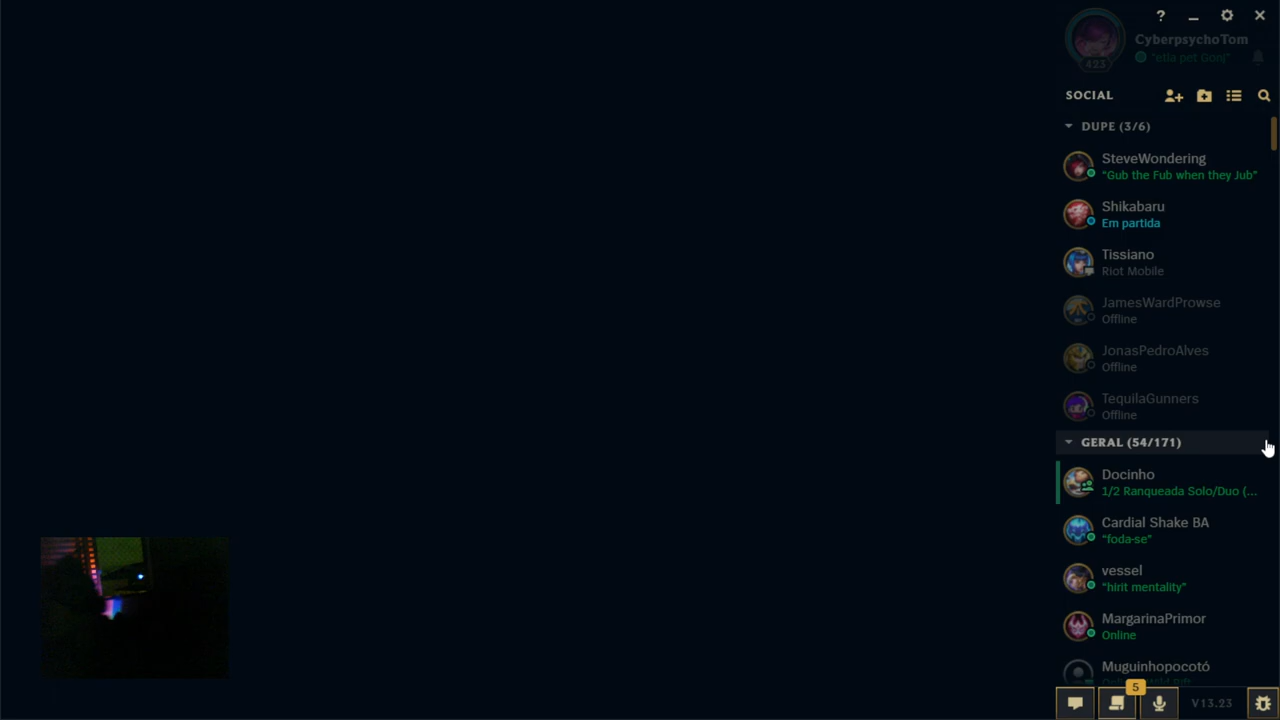 ?
CyberpsychoTom
423
SOCIAL
DUPE (3/6)
SteveWondering
"Gub the Fub when they Jub"
Shikabaru
Em partida
Tissiano
Riot Mobile
JamesWardProwse
Offline
JonasPedroAlves
Offline
TequilaGunners
Offline
GERAL (54/171)
Docinho
1/2 Ranqueada Solo/Duo (...
Cardial Shake BA
"foda-se"
vessel
"hirit mentality"
MargarinaPrimor
Online
Muguinhopocotó
5
V13.23